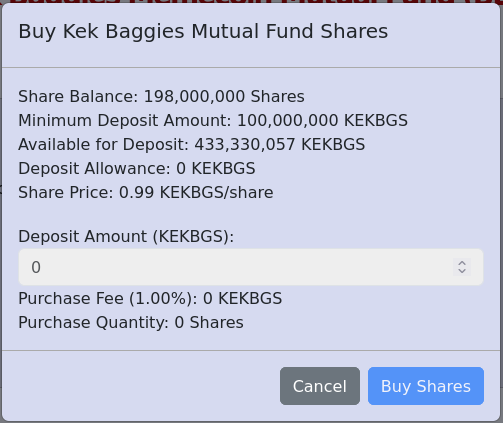 Buy Kek Baggies Mutual Fund Shares
Share Balance: 198,000,000 Shares
Minimum Deposit Amount: 100,000,000 KEKBGS
Available for Deposit: 433,330,057 KEKBGS
Deposit Allowance: 0 KEKBGS
Share Price: 0.99 KEKBGS/share
Deposit Amount (KEKBGS):
0
Purchase Fee (1.00%): 0 KEKBGS
Purchase Quantity: 0 Shares
Cancel Buy Shares